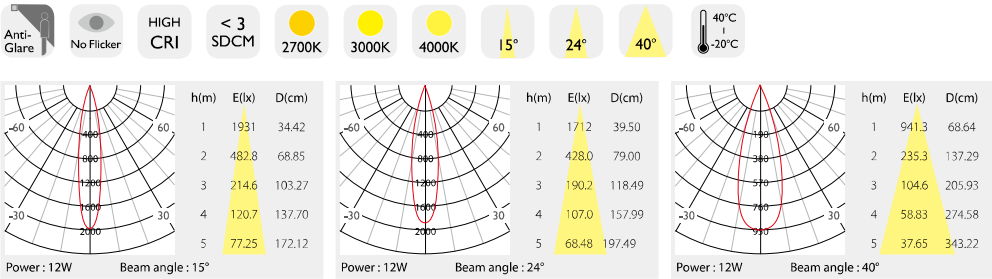 Anti-
Glare
No Flicker
HIGH
CRI
< 3
SDCM
2700K
3000K
4000K
15°
24°
40°
40°C
-20°C
h(m) E(lx) D(cm)
1 1931 34.42
2 482.8 68.85
3 214.6 103.27
4 120.7 137.70
5 77.25 172.12
-60 60
-30 30
400
800
1200
1600
2000
Power : 12W Beam angle : 15°
h(m) E(lx) D(cm)
1 1712 39.50
2 428.0 79.00
3 190.2 118.49
4 107.0 157.99
5 68.48 197.49
-60 60
-30 30
400
800
1200
1600
2000
Power : 12W Beam angle : 24°
h(m) E(lx) D(cm)
1 941.3 68.64
2 235.3 137.29
3 104.6 205.93
4 58.83 274.58
5 37.65 343.22
-60 60
-30 30
190
380
570
760
950
Power : 12W Beam angle : 40°